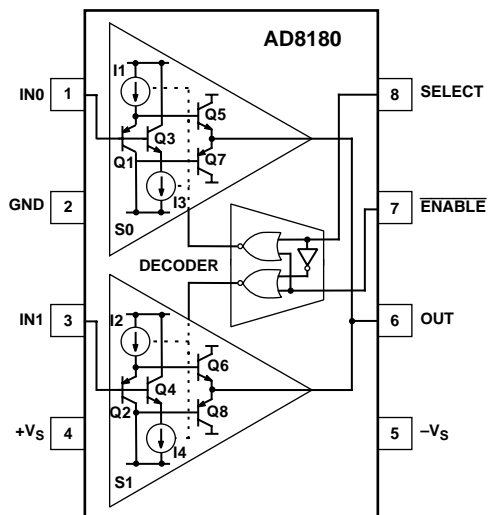 AD8180
IN0 1
GND 2
IN1 3
+VS 4
8 SELECT
7 ENABLE
6 OUT
5 –VS
I1
Q5
Q3
Q1
Q7
I3
S0
DECODER
I2
Q6
Q4
Q2
Q8
I4
S1